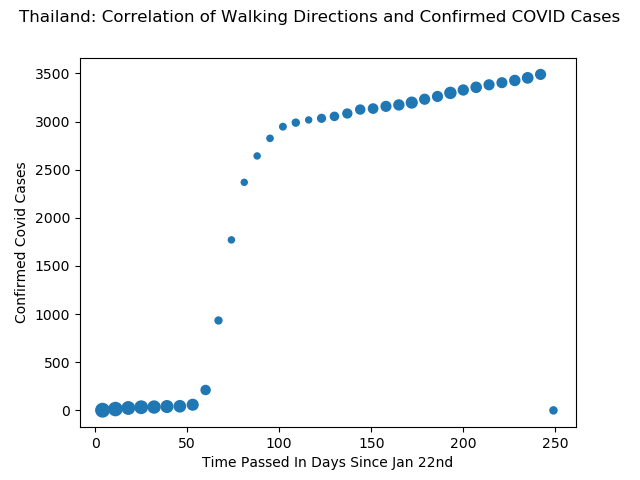 Thailand: Correlation of Walking Directions and Confirmed COVID Cases
3500
3000
2500
2000
1500
1000
500
0
Confirmed Covid Cases
0 50 100 150 200 250
Time Passed In Days Since Jan 22nd